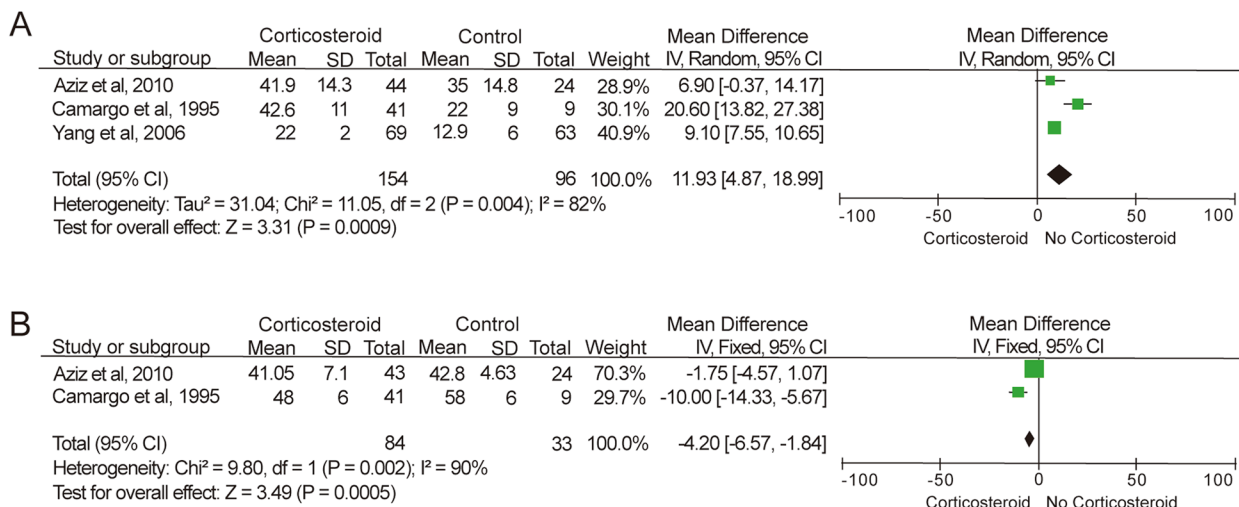 A
Corticosteroid Control Mean Difference Mean Difference
Study or subgroup Mean SD Total Mean SD Total Weight IV, Random, 95% CI IV, Random, 95% CI
Aziz et al, 2010 41.9 14.3 44 35 14.8 24 28.9% 6.90 [-0.37, 14.17]
Camargo et al, 1995 42.6 11 41 22 9 9 30.1% 20.60 [13.82, 27.38]
Yang et al, 2006 22 2 69 12.9 6 63 40.9% 9.10 [7.55, 10.65]
Total (95% CI) 154 96 100.0% 11.93 [4.87, 18.99]
Heterogeneity: Tau² = 31.04; Chi² = 11.05, df = 2 (P = 0.004); I² = 82%
Test for overall effect: Z = 3.31 (P = 0.0009)
-100 -50 0 50 100
Corticosteroid No Corticosteroid
B
Corticosteroid Control Mean Difference Mean Difference
Study or subgroup Mean SD Total Mean SD Total Weight IV, Fixed, 95% CI IV, Fixed, 95% CI
Aziz et al, 2010 41.05 7.1 43 42.8 4.63 24 70.3% -1.75 [-4.57, 1.07]
Camargo et al, 1995 48 6 41 58 6 9 29.7% -10.00 [-14.33, -5.67]
Total (95% CI) 84 33 100.0% -4.20 [-6.57, -1.84]
Heterogeneity: Chi² = 9.80, df = 1 (P = 0.002); I² = 90%
Test for overall effect: Z = 3.49 (P = 0.0005)
-100 -50 0 50 100
Corticosteroid No Corticosteroid